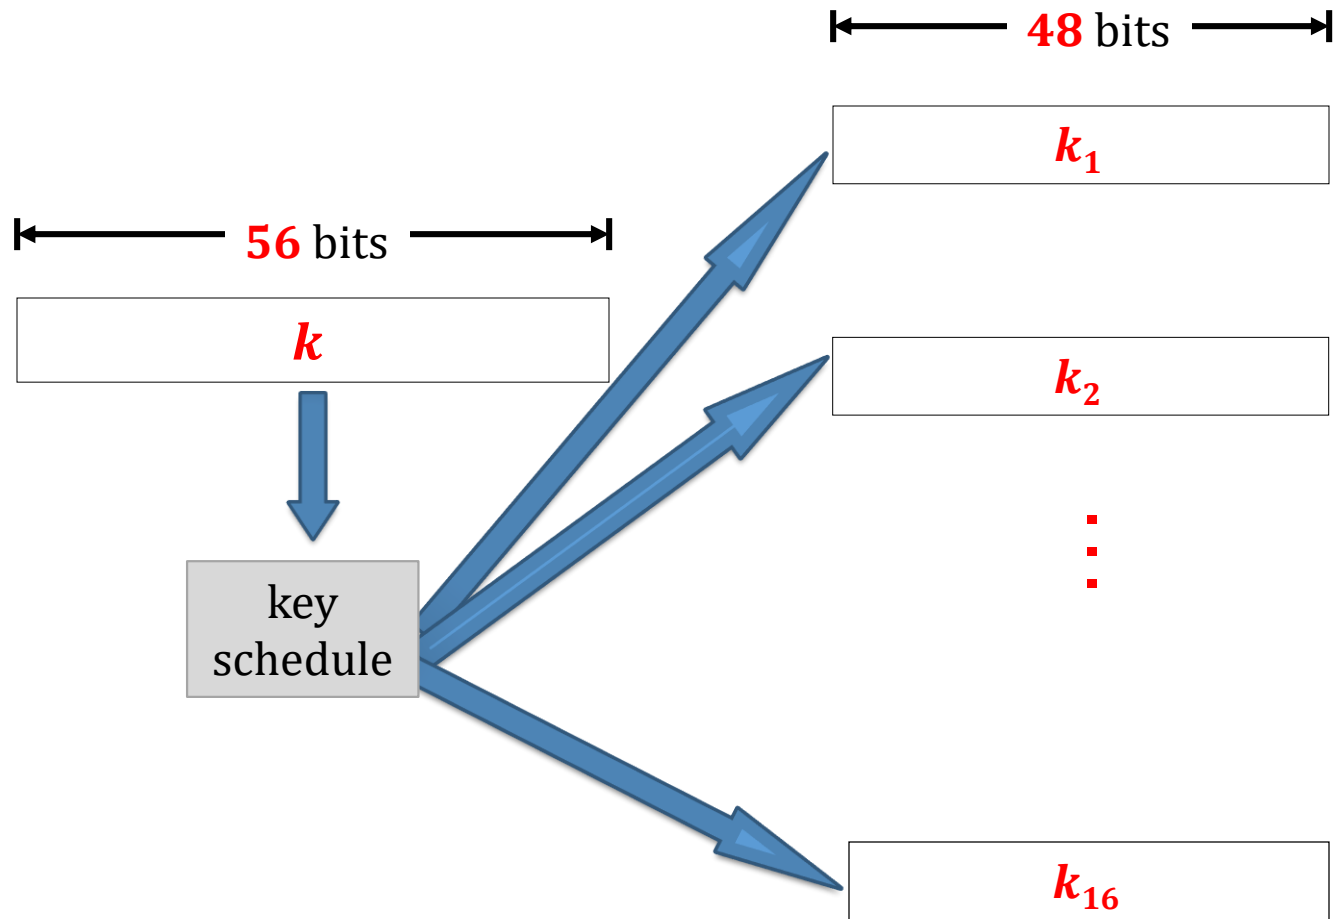 48 bits
k₁
56 bits
k
k₂
⋮
key
schedule
k₁₆